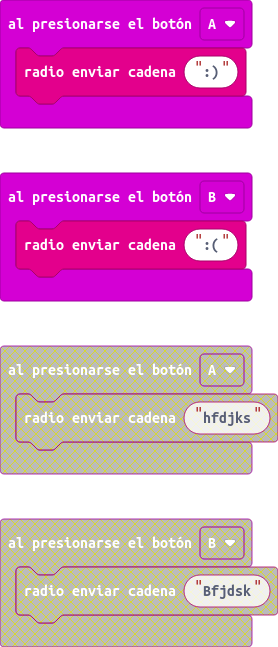 al presionarse el botón A
radio enviar cadena ":)"
al presionarse el botón B
radio enviar cadena ":("
al presionarse el botón A
radio enviar cadena "hfdjks"
al presionarse el botón B
radio enviar cadena "Bfjdsk"